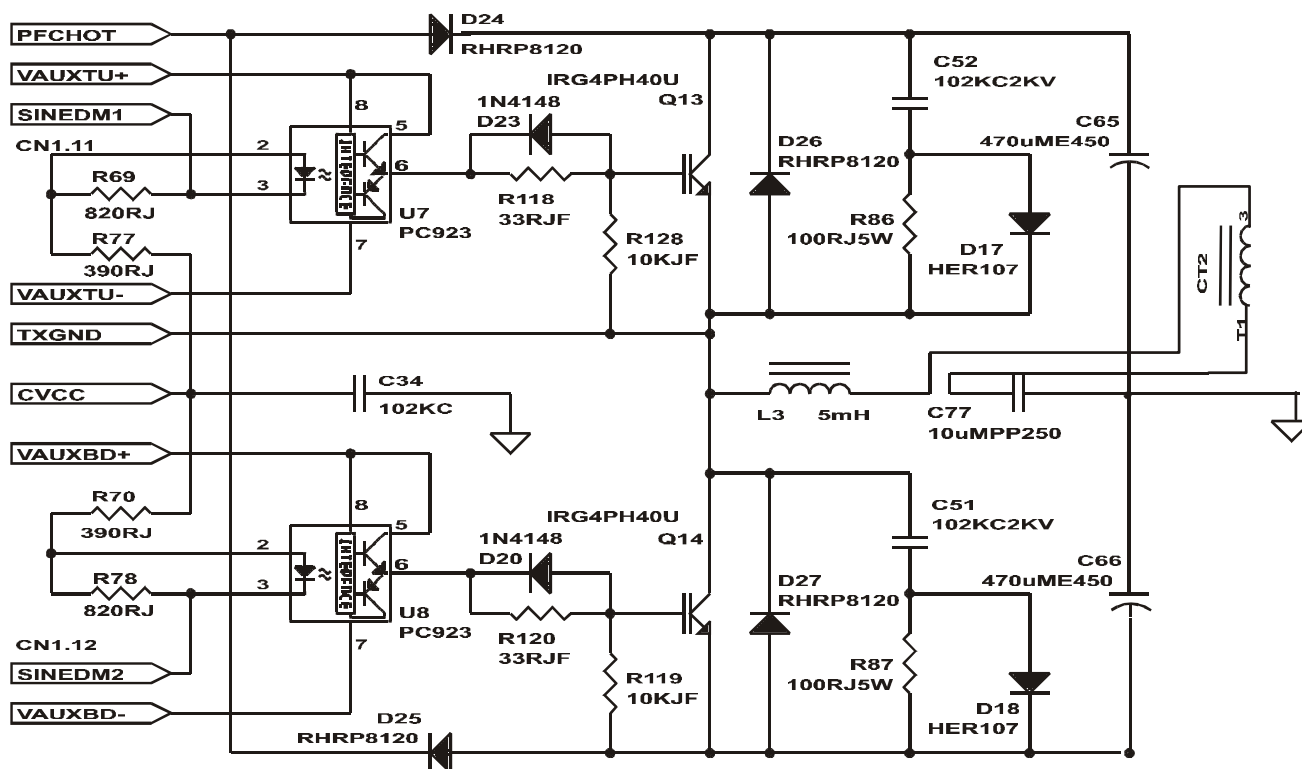 PFCHOT
D24
RHRP8120
VAUXTU+
IRG4PH40U
Q13
C52
102KC2KV
SINEDM1
8
1N4148
D23
5
C65
470uME450
CN1.11
2
6
D26
RHRP8120
R69
820RJ
3
U7
PC923
R118
33RJF
R86
100RJ5W
3
R77
390RJ
7
R128
10KJF
D17
HER107
CT2
VAUXTU-
TXGND
T1
CVCC
C34
102KC
L3 5mH
C77
10uMPP250
VAUXBD+
R70
390RJ
8
5
IRG4PH40U
Q14
C51
102KC2KV
1N4148
D20
2
6
C66
470uME450
R78
820RJ
3
D27
RHRP8120
U8
PC923
R120
33RJF
CN1.12
7
R87
100RJ5W
SINEDM2
R119
10KJF
VAUXBD-
D25
RHRP8120
D18
HER107